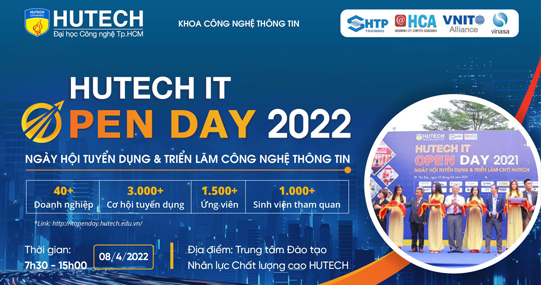 HUTECH
Đại học Công nghệ Tp.HCM
KHOA CÔNG NGHỆ THÔNG TIN
SHTP
TRAINING
@HCA
VNITO
Alliance
vinasa
HUTECH IT
OPEN DAY 2022
NGÀY HỘI TUYỂN DỤNG & TRIỂN LÃM CÔNG NGHỆ THÔNG TIN
40+
Doanh nghiệp
3.000+
Cơ hội tuyển dụng
1.500+
Ứng viên
1.000+
Sinh viên tham quan
*Link: http://itopenday.hutech.edu.vn/
Thời gian:
7h30 - 15h00
08/4/2022
Địa điểm: Trung tâm Đào tạo
Nhân lực Chất lượng cao HUTECH
HUTECH
HUTECH IT
OPEN DAY 2021
NGÀY HỘI TUYỂN DỤNG & TRIỂN LÃM CNTT HUTECH